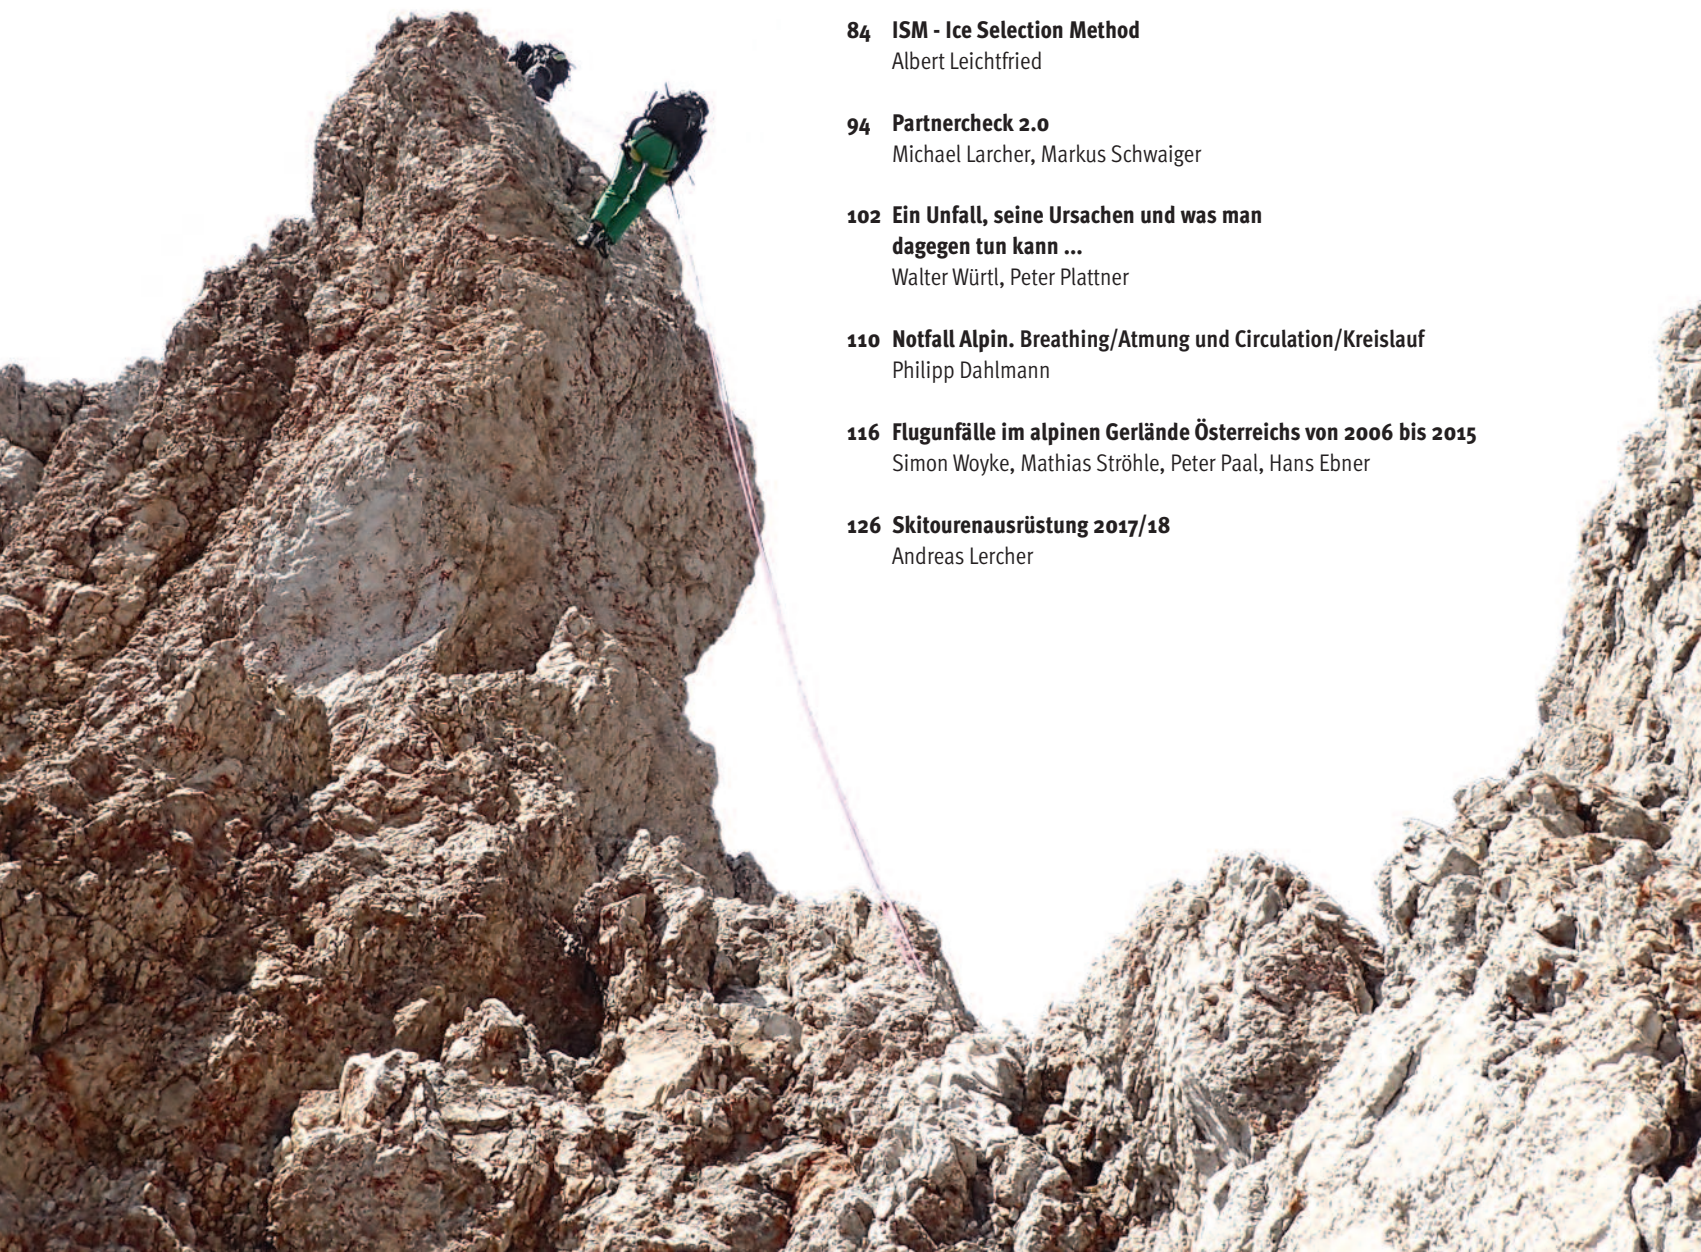 84 ISM - Ice Selection Method
Albert Leichtfried
94 Partnercheck 2.0
Michael Larcher, Markus Schwaiger
102 Ein Unfall, seine Ursachen und was man
dagegen tun kann ...
Walter Würtl, Peter Plattner
110 Notfall Alpin. Breathing/Atmung und Circulation/Kreislauf
Philipp Dahlmann
116 Flugunfälle im alpinen Gerlände Österreichs von 2006 bis 2015
Simon Woyke, Mathias Ströhle, Peter Paal, Hans Ebner
126 Skitourenausrüstung 2017/18
Andreas Lercher